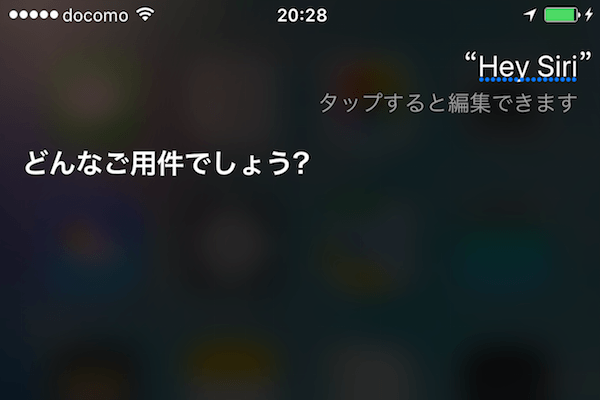 docomo 20:28
“Hey Siri”
タップすると編集できます
どんなご用件でしょう?